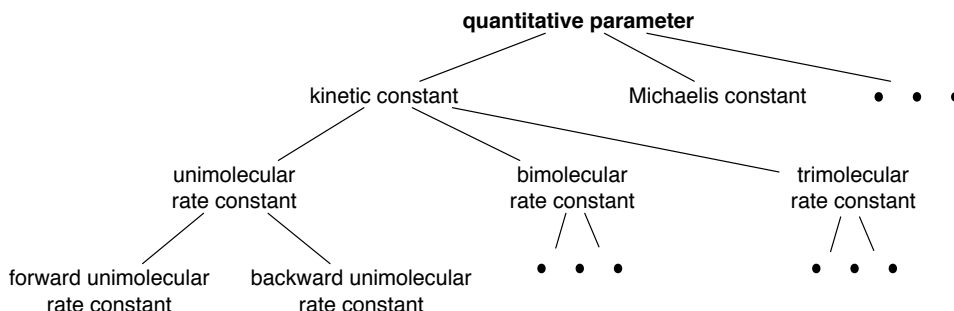 quantitative parameter
kinetic constant
Michaelis constant
unimolecular
rate constant
bimolecular
rate constant
trimolecular
rate constant
forward unimolecular
rate constant
backward unimolecular
rate constant